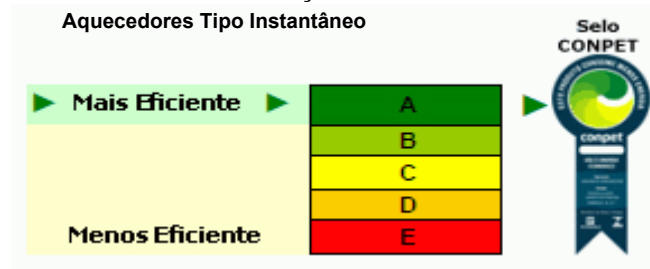 Aquecedores Tipo Instantâneo
Selo
CONPET
Mais Eficiente
A
B
C
D
Menos Eficiente
E
conpet